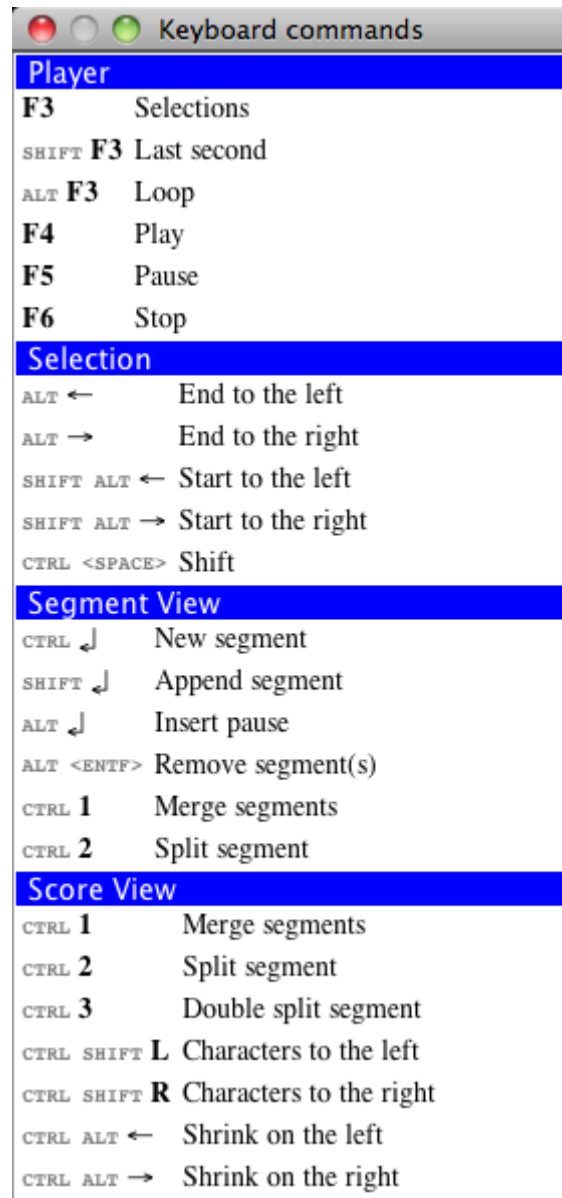 Keyboard commands
Player
F3 Selections
SHIFT F3 Last second
ALT F3 Loop
F4 Play
F5 Pause
F6 Stop
Selection
ALT ← End to the left
ALT → End to the right
SHIFT ALT ← Start to the left
SHIFT ALT → Start to the right
CTRL <SPACE> Shift
Segment View
CTRL ↲ New segment
SHIFT ↲ Append segment
ALT ↲ Insert pause
ALT <ENTF> Remove segment(s)
CTRL 1 Merge segments
CTRL 2 Split segment
Score View
CTRL 1 Merge segments
CTRL 2 Split segment
CTRL 3 Double split segment
CTRL SHIFT L Characters to the left
CTRL SHIFT R Characters to the right
CTRL ALT ← Shrink on the left
CTRL ALT → Shrink on the right